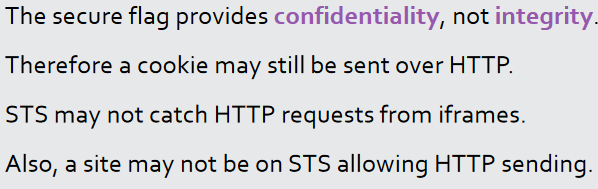 The secure flag provides confidentiality, not integrity.
Therefore a cookie may still be sent over HTTP.
STS may not catch HTTP requests from iframes.
Also, a site may not be on STS allowing HTTP sending.